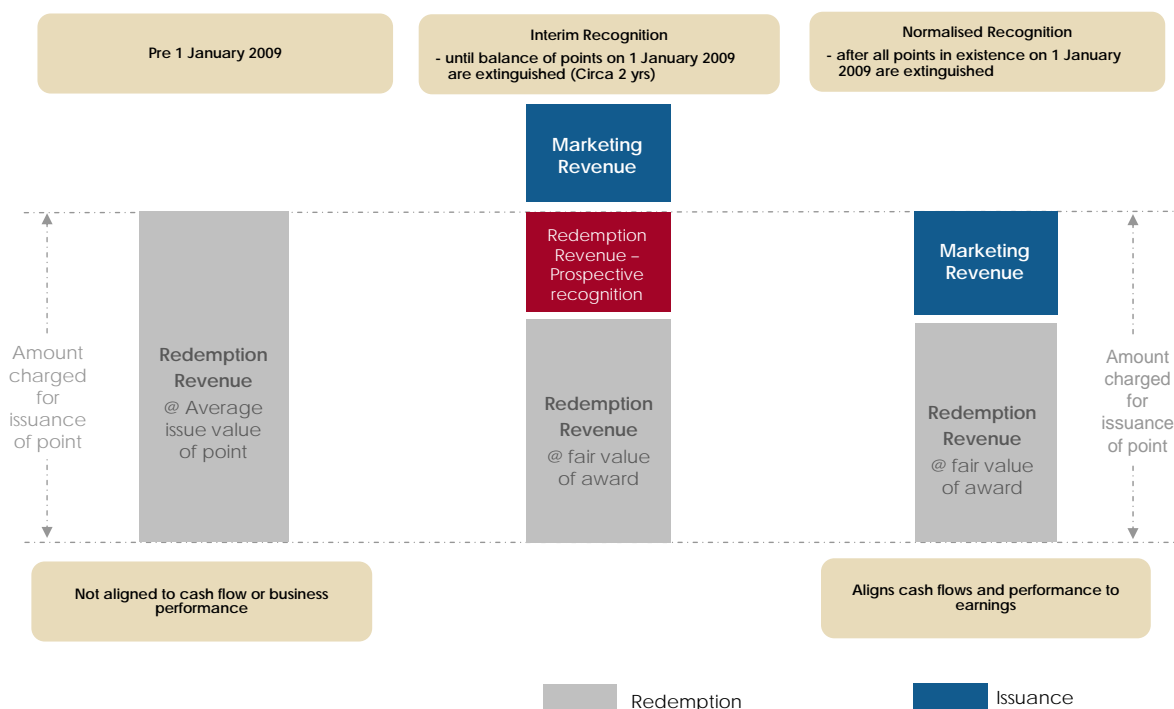 Pre 1 January 2009
Interim Recognition
- until balance of points on 1 January 2009
are extinguished (Circa 2 yrs)
Normalised Recognition
- after all points in existence on 1 January
2009 are extinguished
Marketing
Revenue
Redemption
Revenue –
Prospective
recognition
Marketing
Revenue
Amount
charged
for
issuance
of point
Redemption
Revenue
@ Average
issue value
of point
Redemption
Revenue
@ fair value
of award
Redemption
Revenue
@ fair value
of award
Amount
charged
for
issuance
of point
Not aligned to cash flow or business
performance
Aligns cash flows and performance to
earnings
Redemption
Issuance